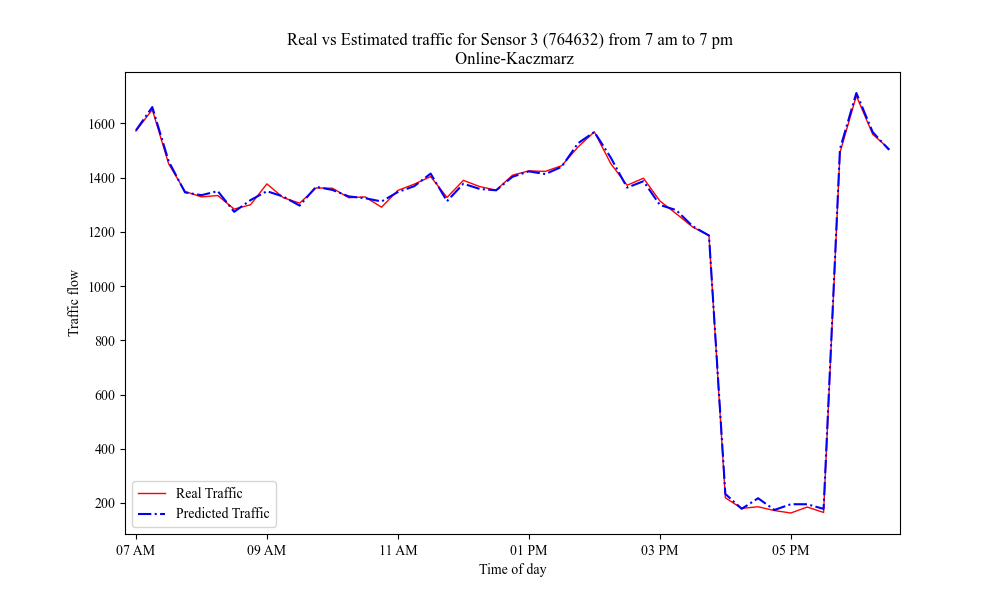 Real vs Estimated traffic for Sensor 3 (764632) from 7 am to 7 pm
Online-Kaczmarz
Traffic flow
1600
1400
1200
1000
800
600
400
200
Real Traffic
Predicted Traffic
07 AM 09 AM 11 AM 01 PM 03 PM 05 PM
Time of day